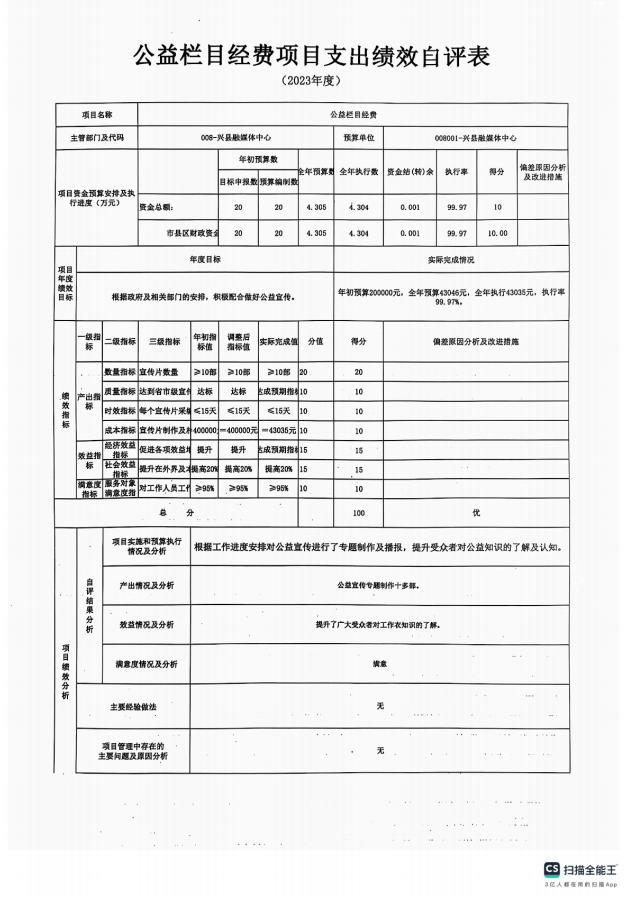 公益栏目经费项目支出绩效自评表
（2023年度）
项目名称 公益栏目经费
主管部门及代码 008-兴县融媒体中心 预算单位 008001-兴县融媒体中心
项目资金预算安排及执行进度（万元） 年初预算数 全年预算数 全年执行数 资金结(转)余 执行率 得分 偏差原因分析及改进措施
目标申报数 预算编制数
资金总额： 20 20 4.305 4.304 0.001 99.97 10
市县区财政资金 20 20 4.305 4.304 0.001 99.97 10.00
项目年度绩效目标 年度目标 实际完成情况
根据政府及相关部门的安排，积极配合做好公益宣传。 年初预算200000元，全年预算43046元，全年执行43035元，执行率99.97%。
绩效指标 一级指标 二级指标 三级指标 年初指标值 调整后指标值 实际完成值 分值 得分 偏差原因分析及改进措施
产出指标 数量指标 宣传片数量 ≥10部 ≥10部 ≥10部 20 20
质量指标 达到省市级宣传 达标 达标 达成预期指标 10 10
时效指标 每个宣传片采编 ≤15天 ≤15天 ≤15天 10 10
成本指标 宣传片制作及 400000 =400000元 =43035元 10 10
效益指标 经济效益指标 促进各项效益增 提升 提升 达成预期指标 15 15
社会效益指标 提升在外界及 提高20% 提高20% 提高20% 15 15
满意度指标 服务对象满意度指 对工作人员工作 ≥95% ≥95% ≥95% 10 10
总 分 100 优
项目绩效分析 自评结果分析 项目实施和预算执行情况及分析 根据工作进度安排对公益宣传进行了专题制作及播报，提升受众者对公益知识的了解及认知。
产出情况及分析 公益宣传专题制作十多部。
效益情况及分析 提升了广大受众者对工作在知识的了解。
满意度情况及分析 满意
主要经验做法 无
项目管理中存在的主要问题及原因分析 无
CS 扫描全能王
3亿人都在用的扫描App